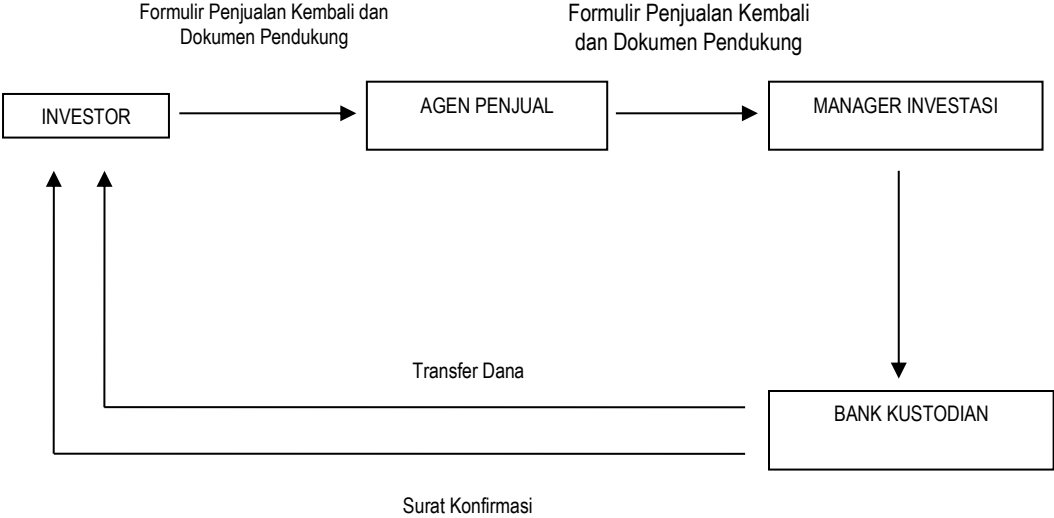 Formulir Penjualan Kembali dan
Dokumen Pendukung
Formulir Penjualan Kembali
dan Dokumen Pendukung
INVESTOR
AGEN PENJUAL
MANAGER INVESTASI
Transfer Dana
BANK KUSTODIAN
Surat Konfirmasi